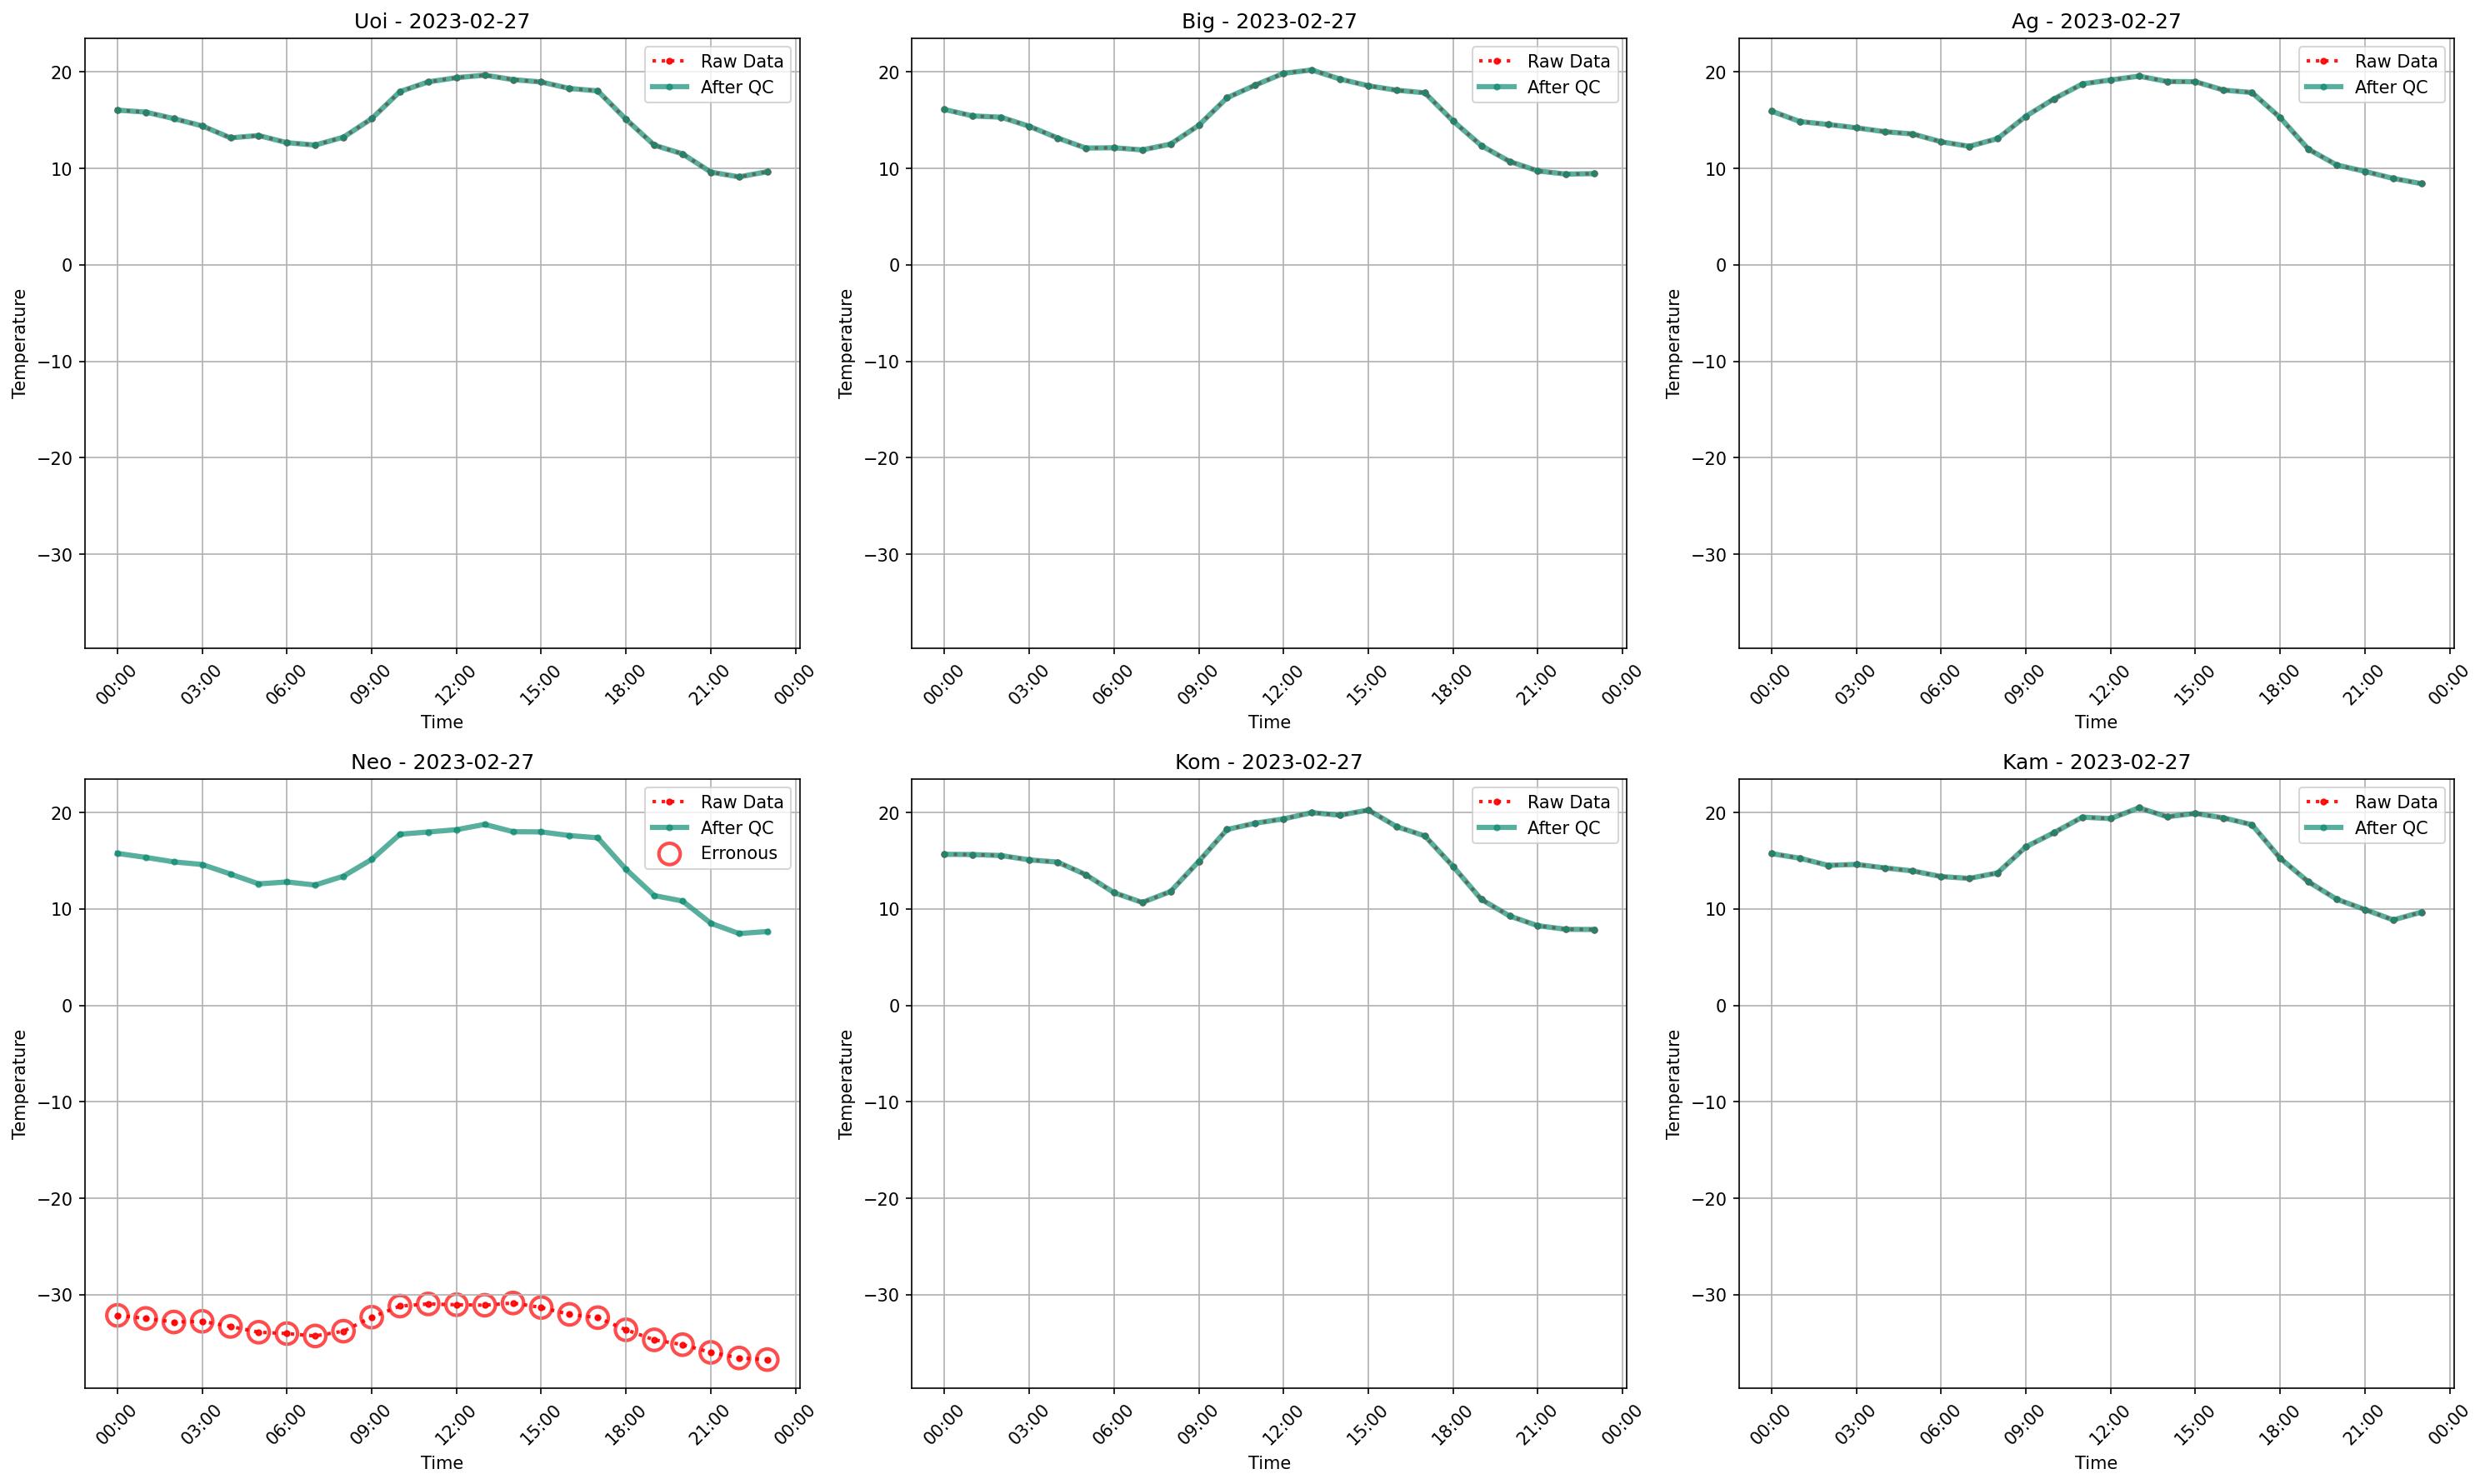 Uoi - 2023-02-27
20
10
0
−10
−20
−30
Temperature
Raw Data
After QC
00:00
03:00
06:00
09:00
12:00
15:00
18:00
21:00
00:00
Time
Big - 2023-02-27
20
10
0
−10
−20
−30
Temperature
Raw Data
After QC
00:00
03:00
06:00
09:00
12:00
15:00
18:00
21:00
00:00
Time
Ag - 2023-02-27
20
10
0
−10
−20
−30
Temperature
Raw Data
After QC
00:00
03:00
06:00
09:00
12:00
15:00
18:00
21:00
00:00
Time
Neo - 2023-02-27
20
10
0
−10
−20
−30
Temperature
Raw Data
After QC
Erronous
00:00
03:00
06:00
09:00
12:00
15:00
18:00
21:00
00:00
Time
Kom - 2023-02-27
20
10
0
−10
−20
−30
Temperature
Raw Data
After QC
00:00
03:00
06:00
09:00
12:00
15:00
18:00
21:00
00:00
Time
Kam - 2023-02-27
20
10
0
−10
−20
−30
Temperature
Raw Data
After QC
00:00
03:00
06:00
09:00
12:00
15:00
18:00
21:00
00:00
Time